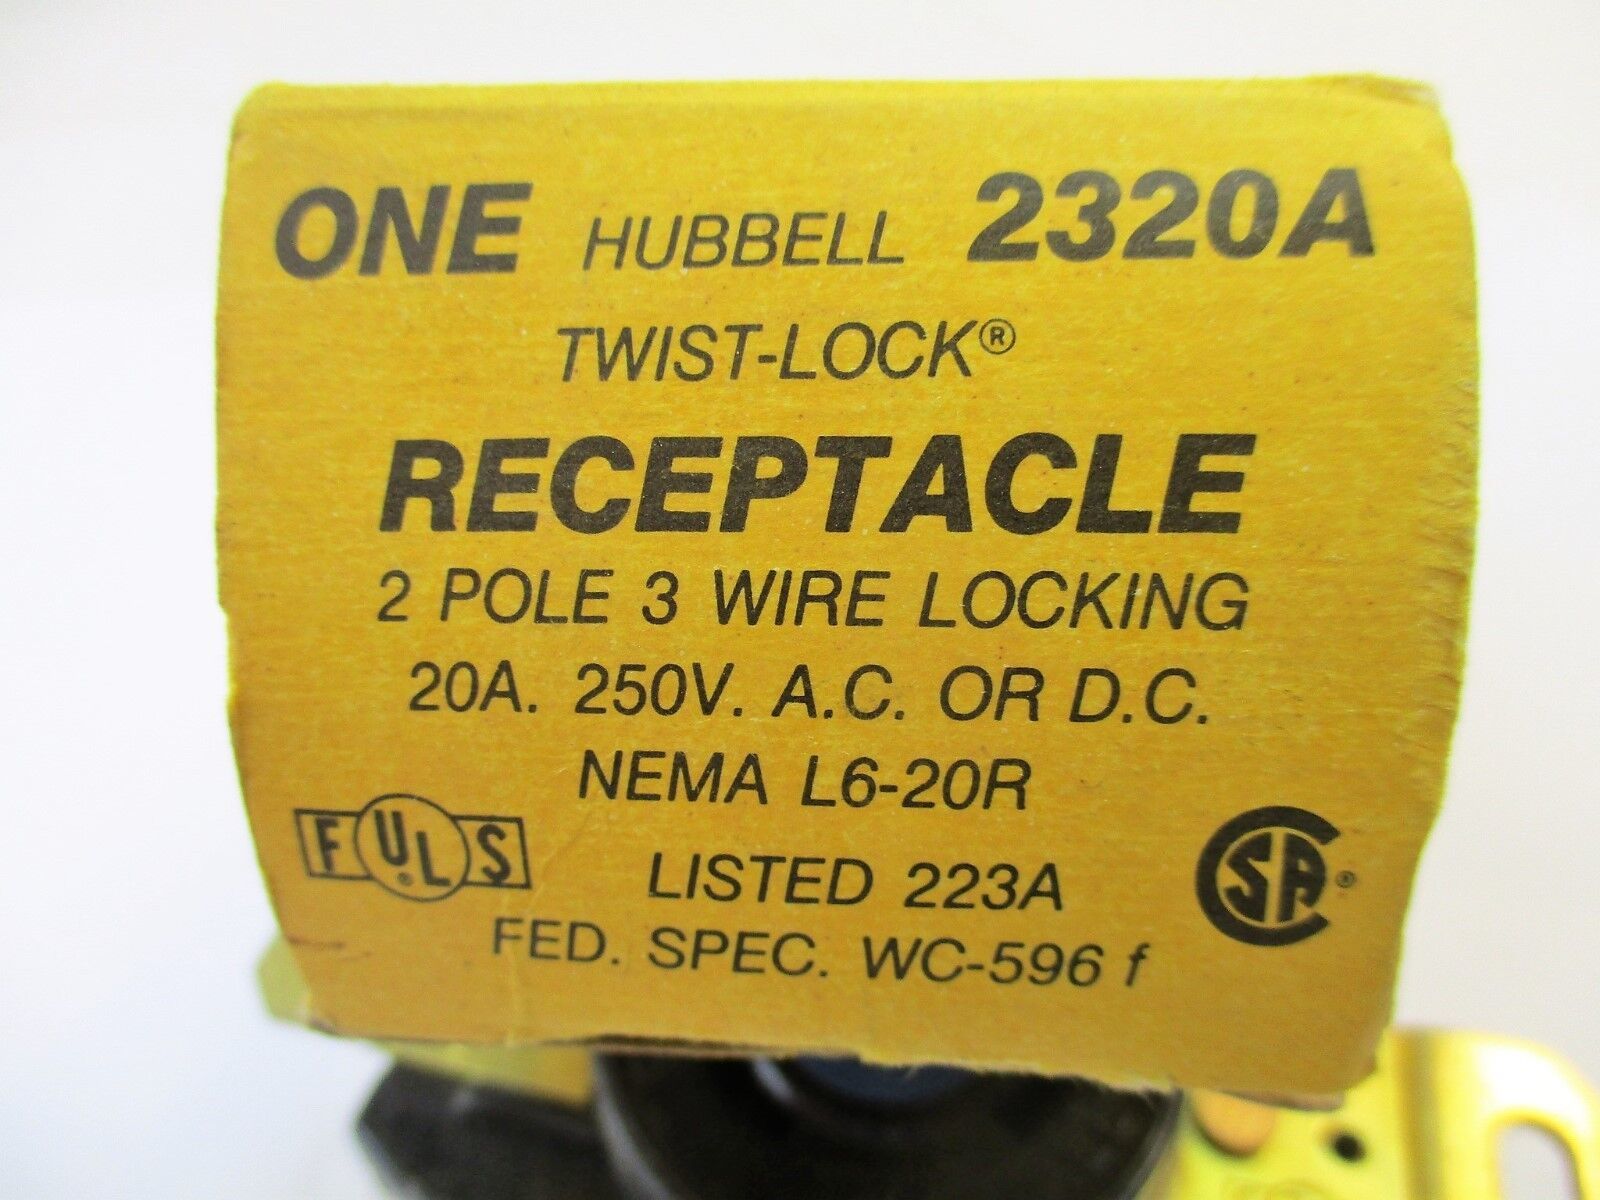 ONE HUBBELL 2320A
TWIST-LOCK®
RECEPTACLE
2 POLE 3 WIRE LOCKING
20A. 250V. A.C. OR D.C.
NEMA L6-20R
F UL® S
LISTED 223A
CSA®
FED. SPEC. WC-596 f